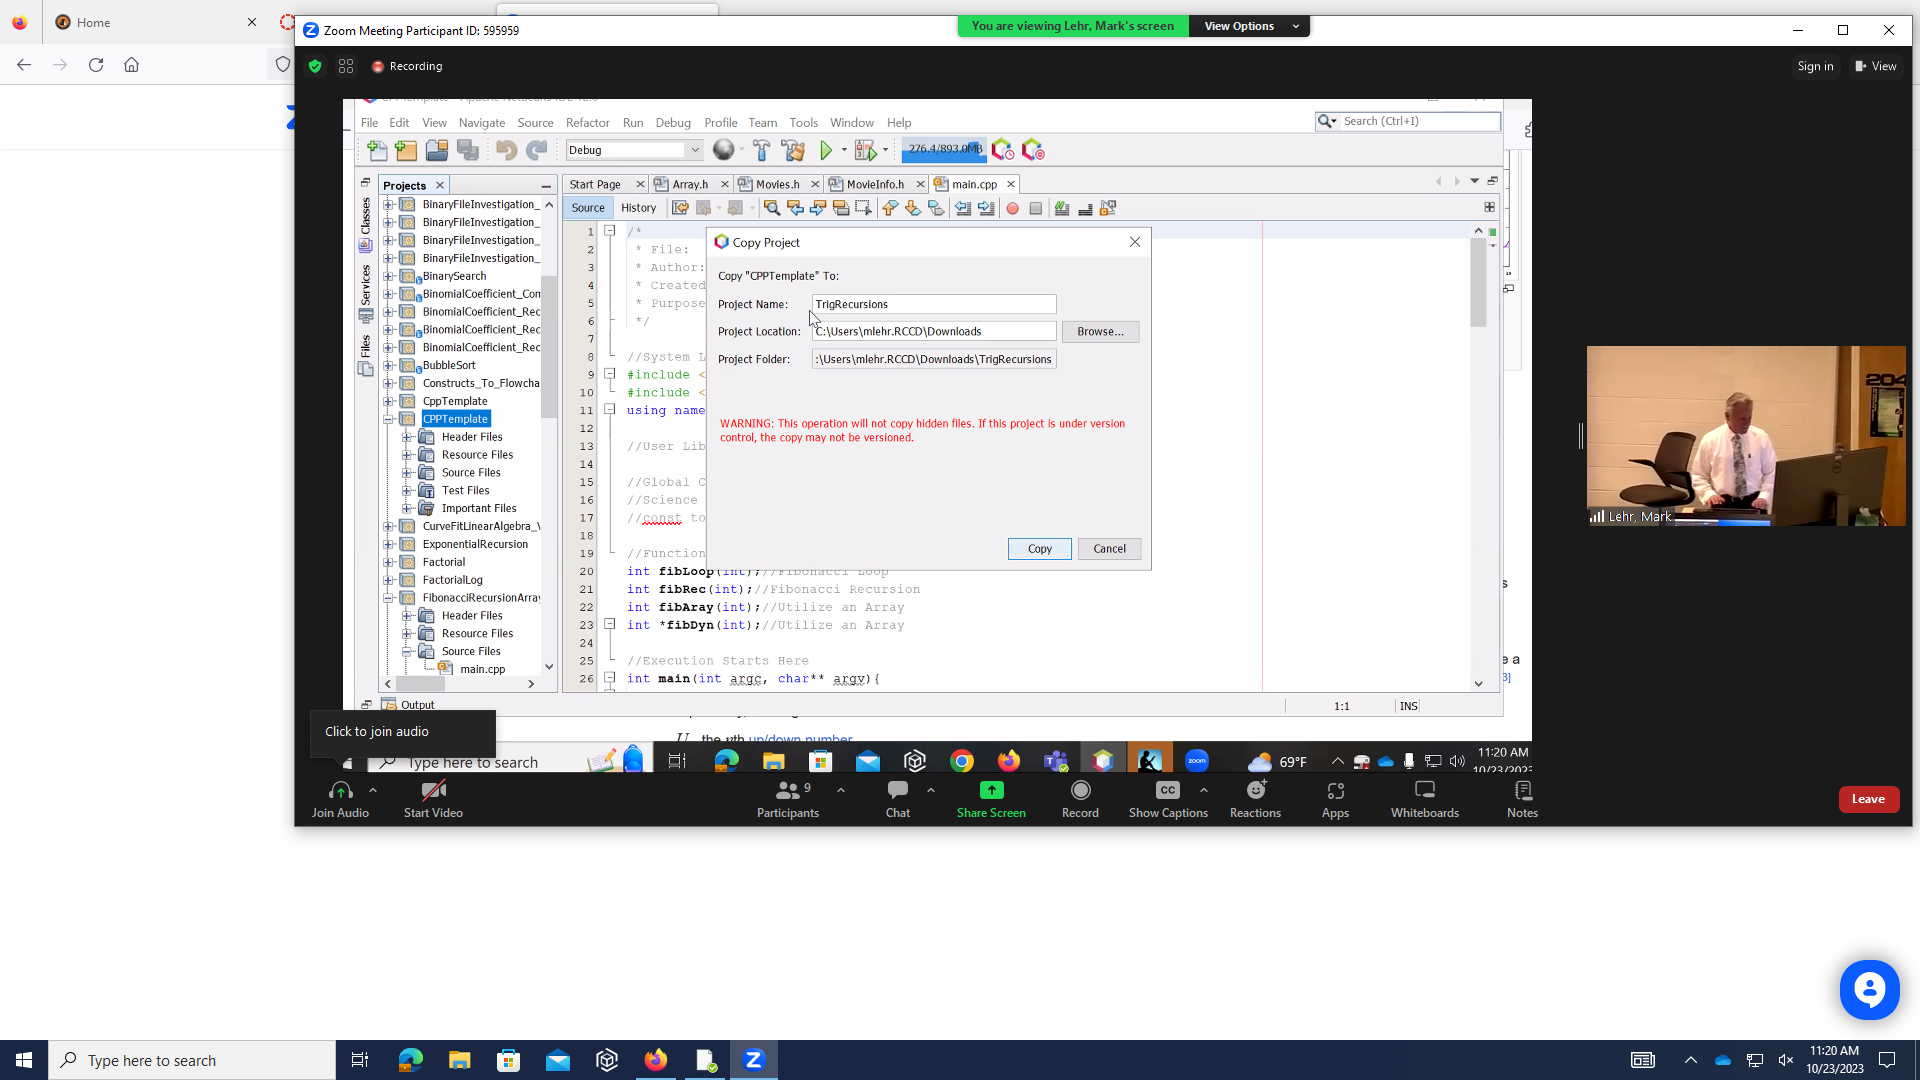 Home
Zoom Meeting Participant ID: 595959
You are viewing Lehr, Mark's screen
View Options
Recording
Sign in
View
File Edit View Navigate Source Refactor Run Debug Profile Team Tools Window Help
Search (Ctrl+I)
Debug
276.4/893.0MB
Projects
Start Page
Array.h
Movies.h
MovieInfo.h
main.cpp
Source
History
Classes
Services
Files
BinaryFileInvestigation_
BinaryFileInvestigation_
BinaryFileInvestigation_
BinaryFileInvestigation_
BinarySearch
BinomialCoefficient_Con
BinomialCoefficient_Rec
BinomialCoefficient_Rec
BinomialCoefficient_Rec
BubbleSort
Constructs_To_Flowcha
CppTemplate
CPPTemplate
Header Files
Resource Files
Source Files
Test Files
Important Files
CurveFitLinearAlgebra_V
ExponentialRecursion
Factorial
FactorialLog
FibonacciRecursionArray
Header Files
Resource Files
Source Files
main.cpp
1 /*
2 * File:
3 * Author:
4 * Created
5 * Purpose
6 */
7
8 //System L
9 #include <
10 #include <
11 using name
12
13 //User Lib
14
15 //Global C
16 //Science
17 //const to
18
19 //Function
20 int fibLoop(int);//Fibonacci Loop
21 int fibRec(int);//Fibonacci Recursion
22 int fibAray(int);//Utilize an Array
23 int *fibDyn(int);//Utilize an Array
24
25 //Execution Starts Here
26 int main(int argc, char** argv){
Copy Project
Copy "CPPTemplate" To:
Project Name: TrigRecursions
Project Location: C:\Users\mlehr.RCCD\Downloads
Browse...
Project Folder: :\Users\mlehr.RCCD\Downloads\TrigRecursions
WARNING: This operation will not copy hidden files. If this project is under version
control, the copy may not be versioned.
Copy
Cancel
Output
1:1
INS
the nth up/down number
Click to join audio
Type here to search
69°F
11:20 AM
10/23/2023
204
Lehr, Mark
Join Audio
Start Video
Participants
9
Chat
Share Screen
CC
Record
Show Captions
Reactions
Apps
Whiteboards
Notes
Leave
Type here to search
11:20 AM
10/23/2023